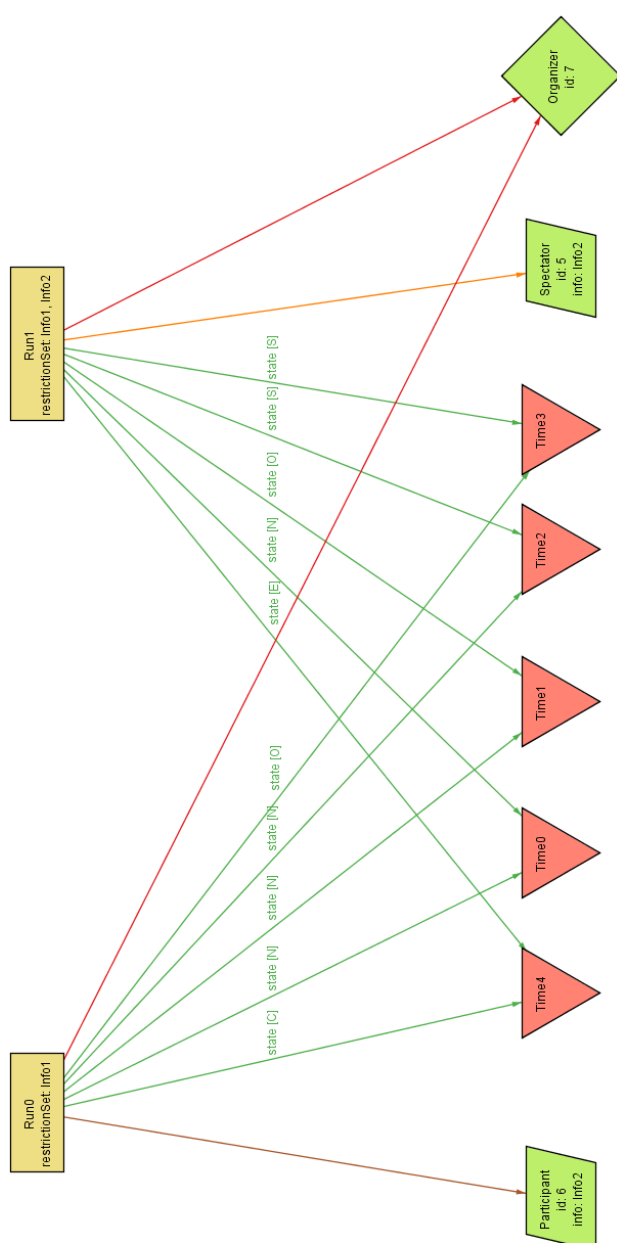 Run0
restrictionSet: Info1
Run1
restrictionSet: Info1, Info2
state [C]
state [N]
state [N]
state [N]
state [O]
state [E]
state [N]
state [O]
state [S]
state [S]
Participant
id: 6
info: Info2
Time4
Time0
Time1
Time2
Time3
Spectator
id: 5
info: Info2
Organizer
id: 7